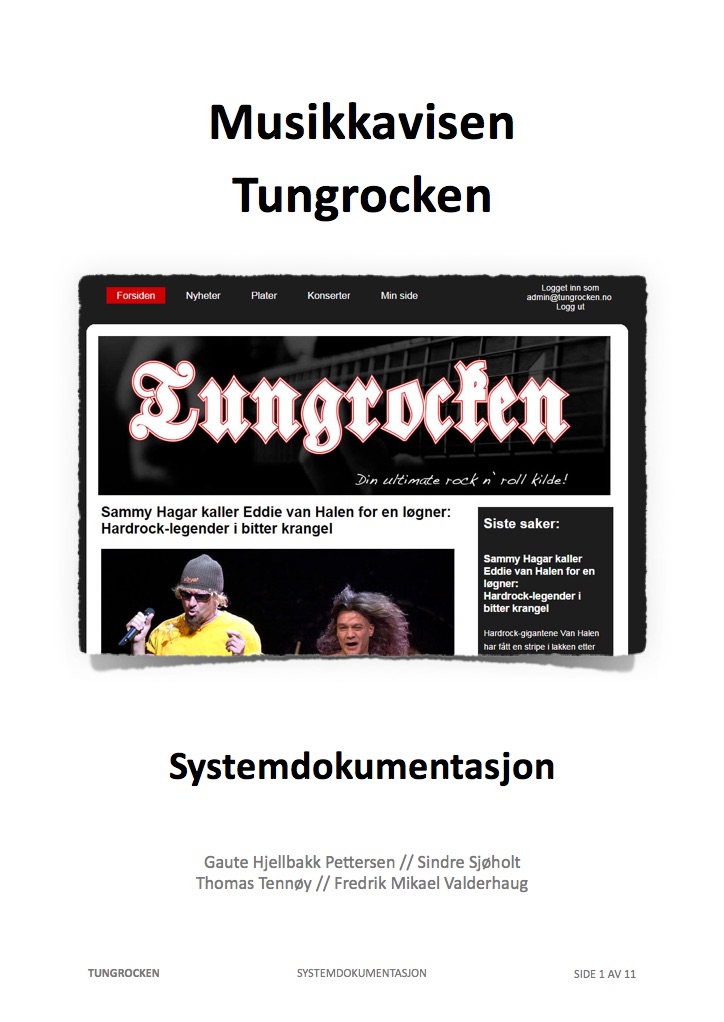 Musikkavisen
Tungrocken
Forsiden Nyheter Plater Konserter Min side
Logget inn som
admin@tungrocken.no
Logg ut
Tungrocken
Din ultimate rock n` roll kilde!
Sammy Hagar kaller Eddie van Halen for en løgner:
Hardrock-legender i bitter krangel
Siste saker:
Sammy Hagar kaller
Eddie van Halen for en
løgner:
Hardrock-legender i
bitter krangel
Hardrock-gigantene Van Halen
har fått en stripe i lakken etter
Systemdokumentasjon
Gaute Hjellbakk Pettersen // Sindre Sjøholt
Thomas Tennøy // Fredrik Mikael Valderhaug
TUNGROCKEN SYSTEMDOKUMENTASJON SIDE 1 AV 11